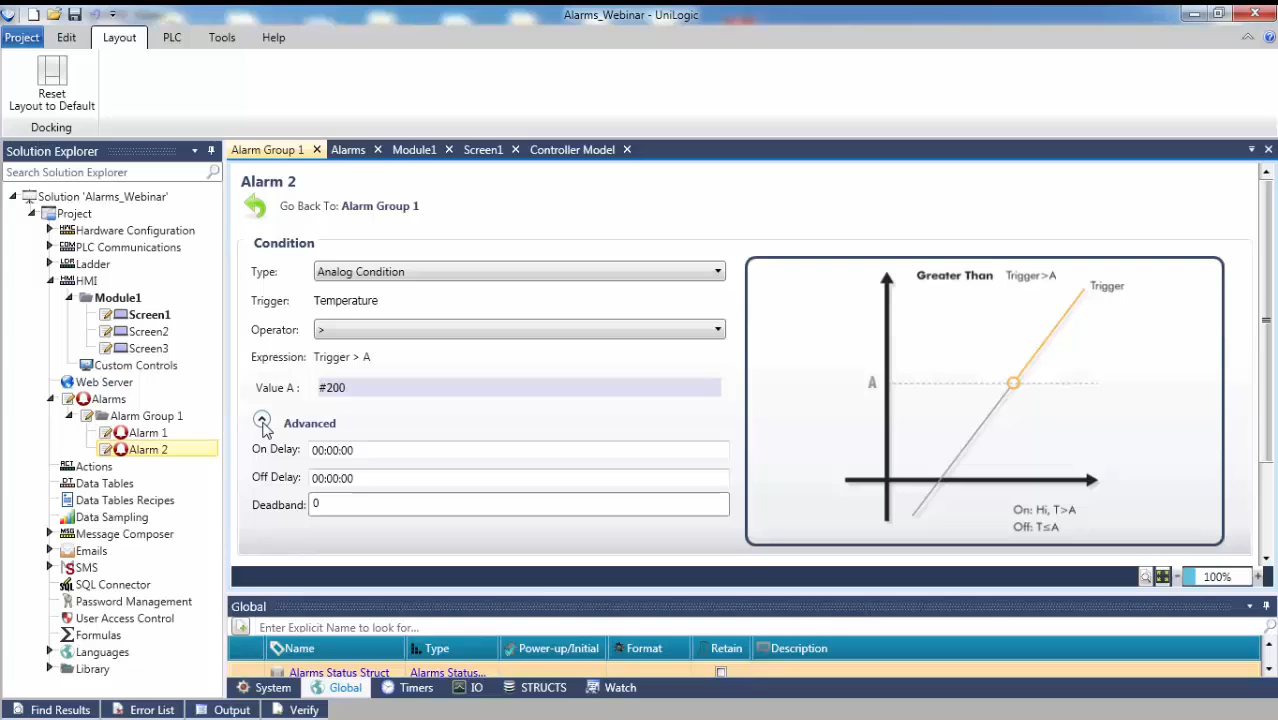 Alarms_Webinar - UniLogic
Project Edit Layout PLC Tools Help
Reset
Layout to Default
Docking
Solution Explorer
Search Solution Explorer
Solution 'Alarms_Webinar'
Project
Hardware Configuration
PLC Communications
Ladder
HMI
Module1
Screen1
Screen2
Screen3
Custom Controls
Web Server
Alarms
Alarm Group 1
Alarm 1
Alarm 2
Actions
Data Tables
Data Tables Recipes
Data Sampling
Message Composer
Emails
SMS
SQL Connector
Password Management
User Access Control
Formulas
Languages
Library
Alarm Group 1 Alarms Module1 Screen1 Controller Model
Alarm 2
Go Back To: Alarm Group 1
Condition
Type: Analog Condition
Trigger: Temperature
Operator: >
Expression: Trigger > A
Value A : #200
Advanced
On Delay: 00:00:00
Off Delay: 00:00:00
Deadband: 0
Greater Than Trigger>A
Trigger
A
On: Hi, T>A
Off: T≤A
100%
Global
Enter Explicit Name to look for...
Name Type Power-up/Initial Format Retain Description
Alarms Status Struct Alarms Status...
System Global Timers IO STRUCTS Watch
Find Results Error List Output Verify